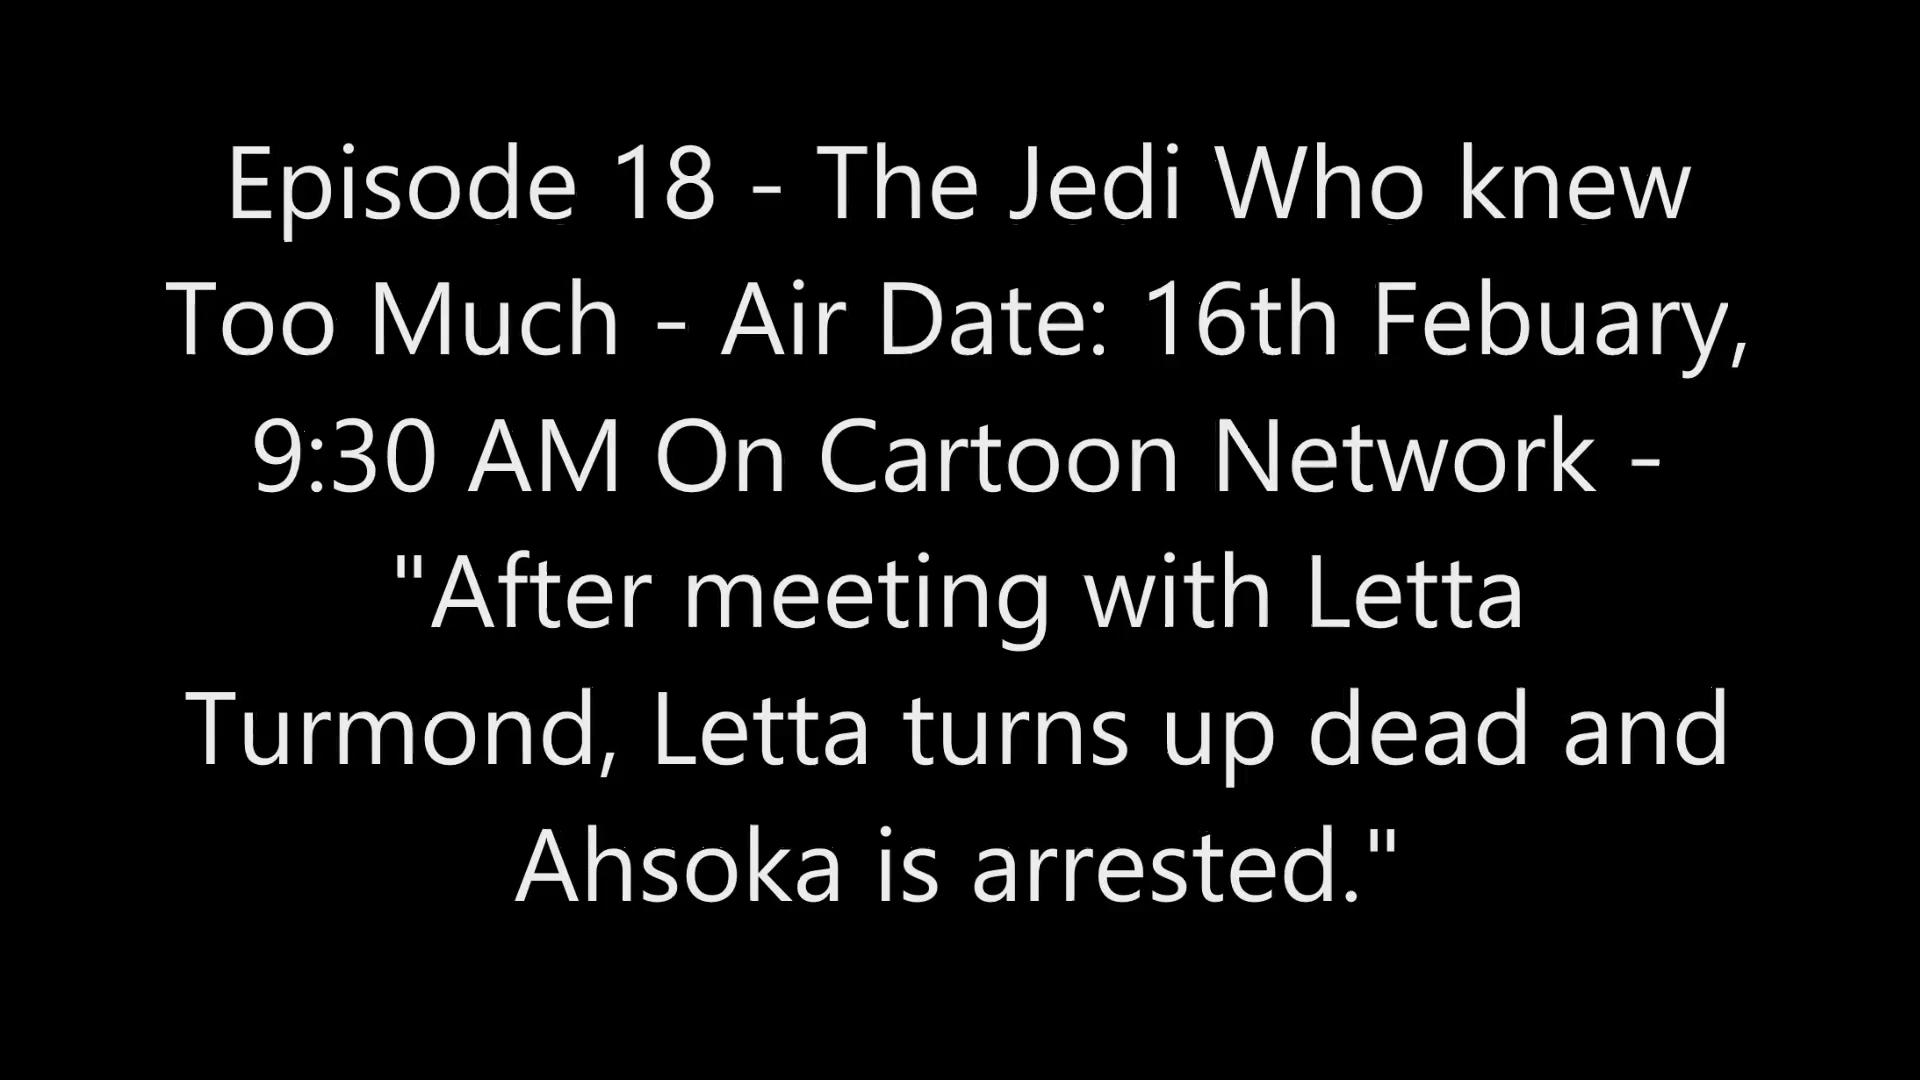 Episode 18 - The Jedi Who knew
Too Much - Air Date: 16th Febuary,
9:30 AM On Cartoon Network -
"After meeting with Letta
Turmond, Letta turns up dead and
Ahsoka is arrested."